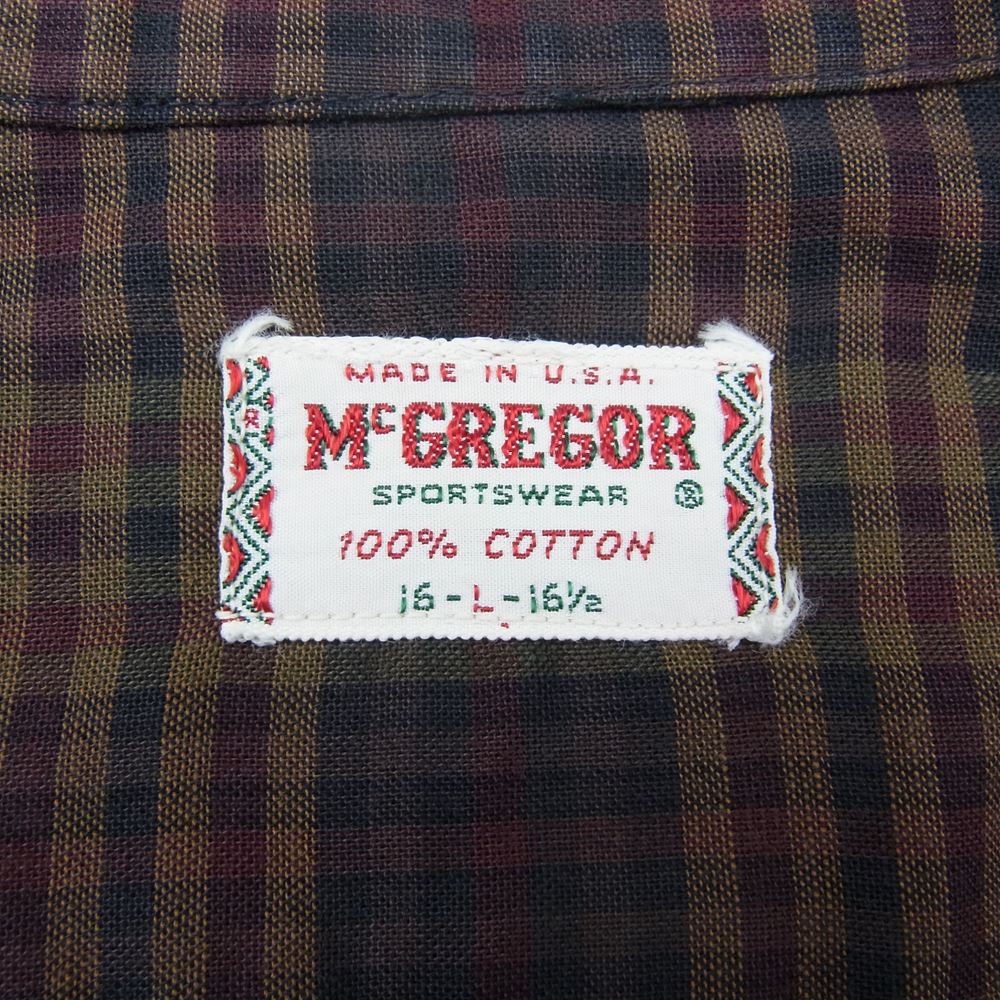 MADE IN U.S.A.
McGREGOR
SPORTSWEAR ®
100% COTTON
16-L-16½